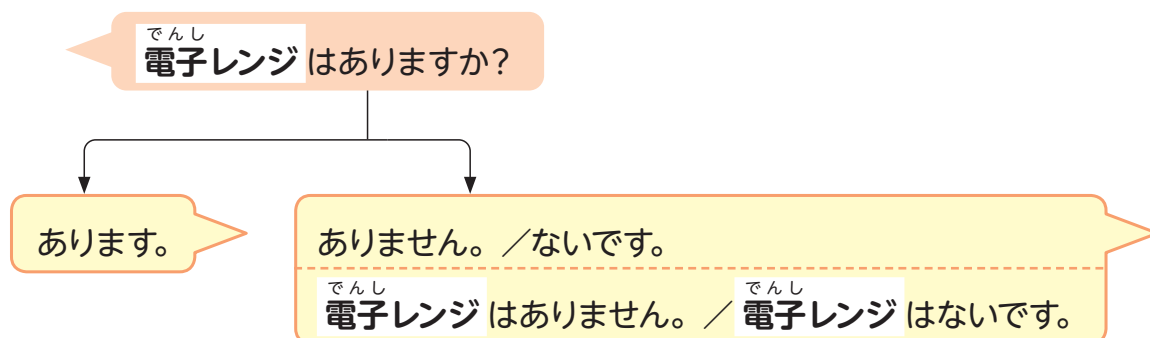 でんし
電子レンジはありますか?
あります。
ありません。／ないです。
でんし でんし
電子レンジはありません。／電子レンジはないです。